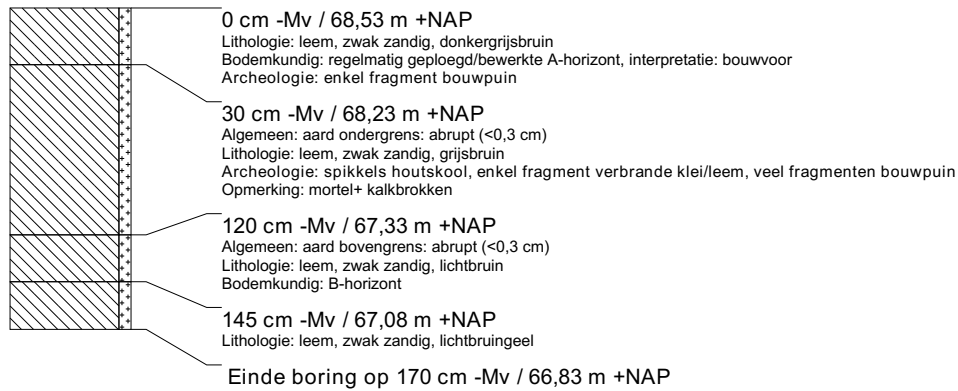 0 cm -Mv / 68,53 m +NAP
Lithologie: leem, zwak zandig, donkergrijsbruin
Bodemkundig: regelmatig geploegd/bewerkte A-horizont, interpretatie: bouwvoor
Archeologie: enkel fragment bouwpuin
30 cm -Mv / 68,23 m +NAP
Algemeen: aard ondergrens: abrupt (<0,3 cm)
Lithologie: leem, zwak zandig, grijsbruin
Archeologie: spikkels houtskool, enkel fragment verbrande klei/leem, veel fragmenten bouwpuin
Opmerking: mortel+ kalkbrokken
120 cm -Mv / 67,33 m +NAP
Algemeen: aard bovengrens: abrupt (<0,3 cm)
Lithologie: leem, zwak zandig, lichtbruin
Bodemkundig: B-horizont
145 cm -Mv / 67,08 m +NAP
Lithologie: leem, zwak zandig, lichtbruingeel
Einde boring op 170 cm -Mv / 66,83 m +NAP